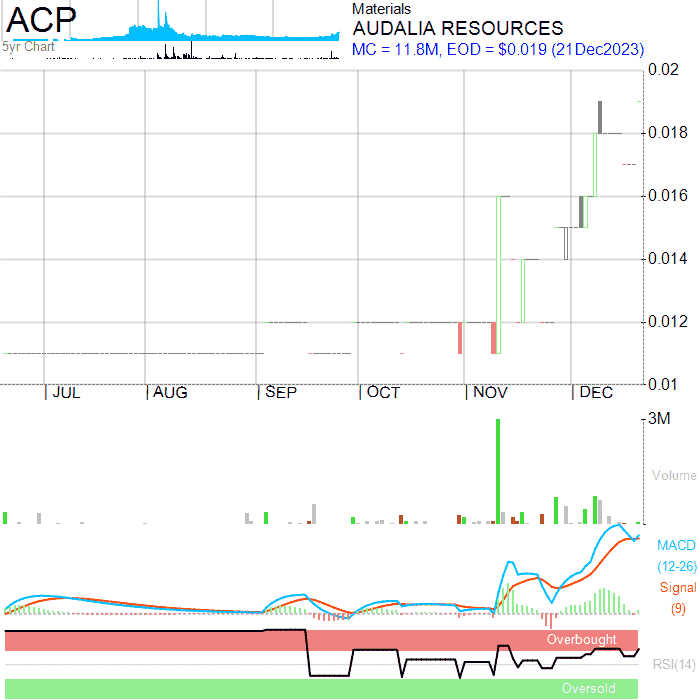 ACP
5yr Chart
Materials
AUDALIA RESOURCES
MC = 11.8M, EOD = $0.019 (21Dec2023)
0.02
0.018
0.016
0.014
0.012
0.01
JUL
AUG
SEP
OCT
NOV
DEC
3M
Volume
MACD
(12-26)
Signal
(9)
Overbought
RSI(14)
Oversold